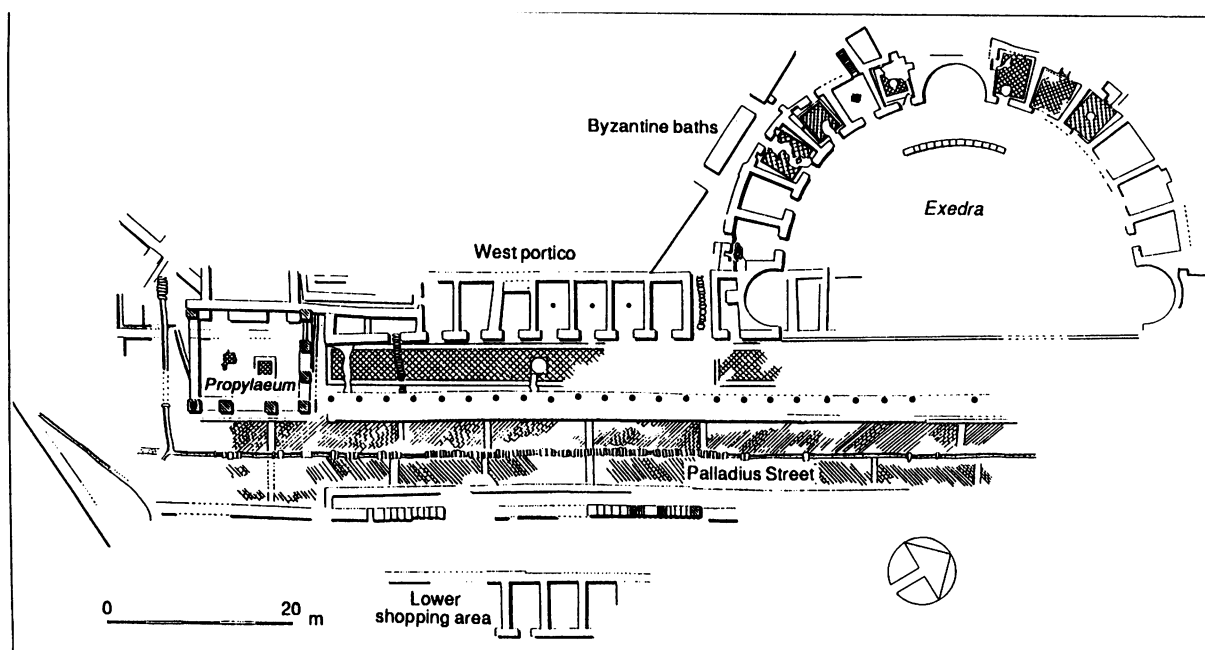 Byzantine baths
Exedra
West portico
Propylaeum
Palladius Street
Lower
shopping area
0 20 m